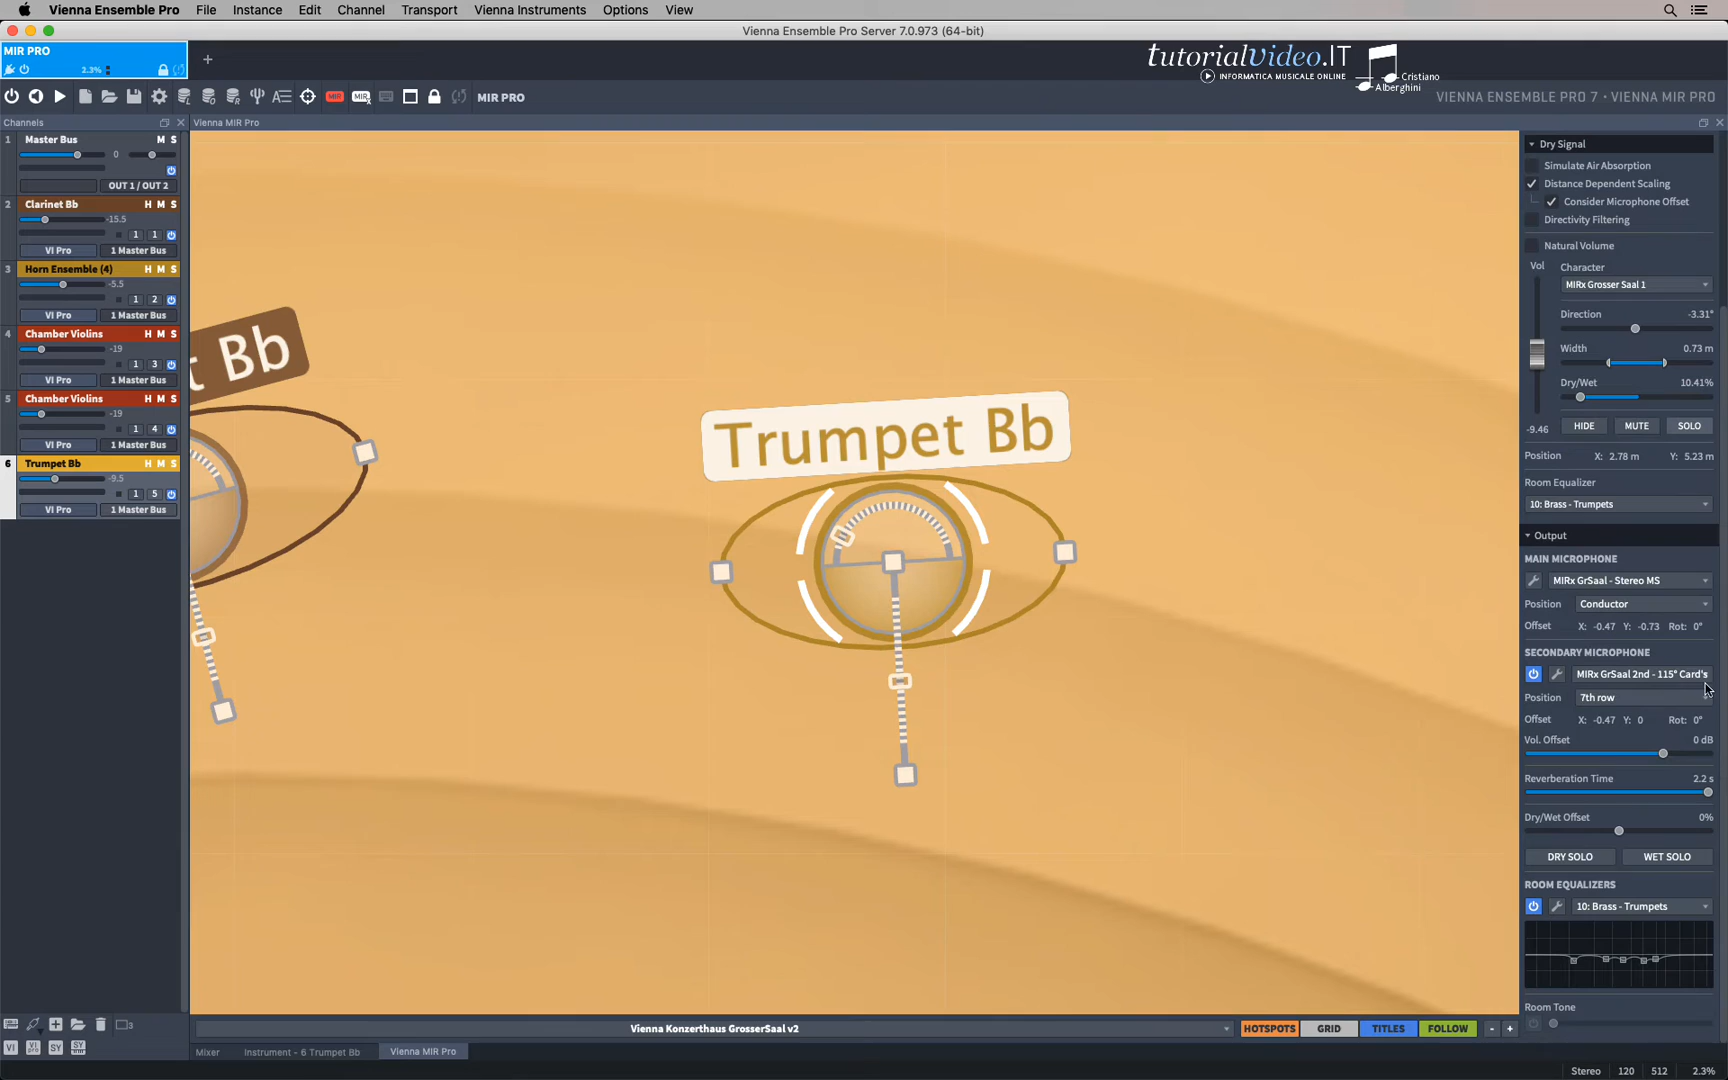 Vienna Ensemble Pro File Instance Edit Channel Transport Vienna Instruments Options View
Vienna Ensemble Pro Server 7.0.973 (64-bit)
MIR PRO
2.3%
+
tutorialVideo.IT
INFORMATICA MUSICALE ONLINE
Cristiano
Alberghini
MIR MIRx MIR PRO
VIENNA ENSEMBLE PRO 7 • VIENNA MIR PRO
Channels
Vienna MIR Pro
1 Master Bus M S
0
OUT 1 / OUT 2
2 Clarinet Bb H M S
-15.5
1 1
VI Pro 1 Master Bus
3 Horn Ensemble (4) H M S
-5.5
1 2
VI Pro 1 Master Bus
4 Chamber Violins H M S
-19
1 3
VI Pro 1 Master Bus
5 Chamber Violins H M S
-19
1 4
VI Pro 1 Master Bus
6 Trumpet Bb H M S
-9.5
1 5
VI Pro 1 Master Bus
t Bb
Trumpet Bb
Dry Signal
Simulate Air Absorption
Distance Dependent Scaling
Consider Microphone Offset
Directivity Filtering
Natural Volume
Vol
Character
MIRx Grosser Saal 1
Direction -3.31°
Width 0.73 m
Dry/Wet 10.41%
-9.46 HIDE MUTE SOLO
Position X: 2.78 m Y: 5.23 m
Room Equalizer
10: Brass - Trumpets
Output
MAIN MICROPHONE
MIRx GrSaal - Stereo MS
Position Conductor
Offset X: -0.47 Y: -0.73 Rot: 0°
SECONDARY MICROPHONE
MIRx GrSaal 2nd - 115° Card's
Position 7th row
Offset X: -0.47 Y: 0 Rot: 0°
Vol. Offset 0 dB
Reverberation Time 2.2 s
Dry/Wet Offset 0%
DRY SOLO WET SOLO
ROOM EQUALIZERS
10: Brass - Trumpets
Room Tone
3
VI VI pro SY SY
Vienna Konzerthaus GrosserSaal v2
HOTSPOTS GRID TITLES FOLLOW - +
Mixer Instrument - 6 Trumpet Bb Vienna MIR Pro
Stereo 120 512 2.3%